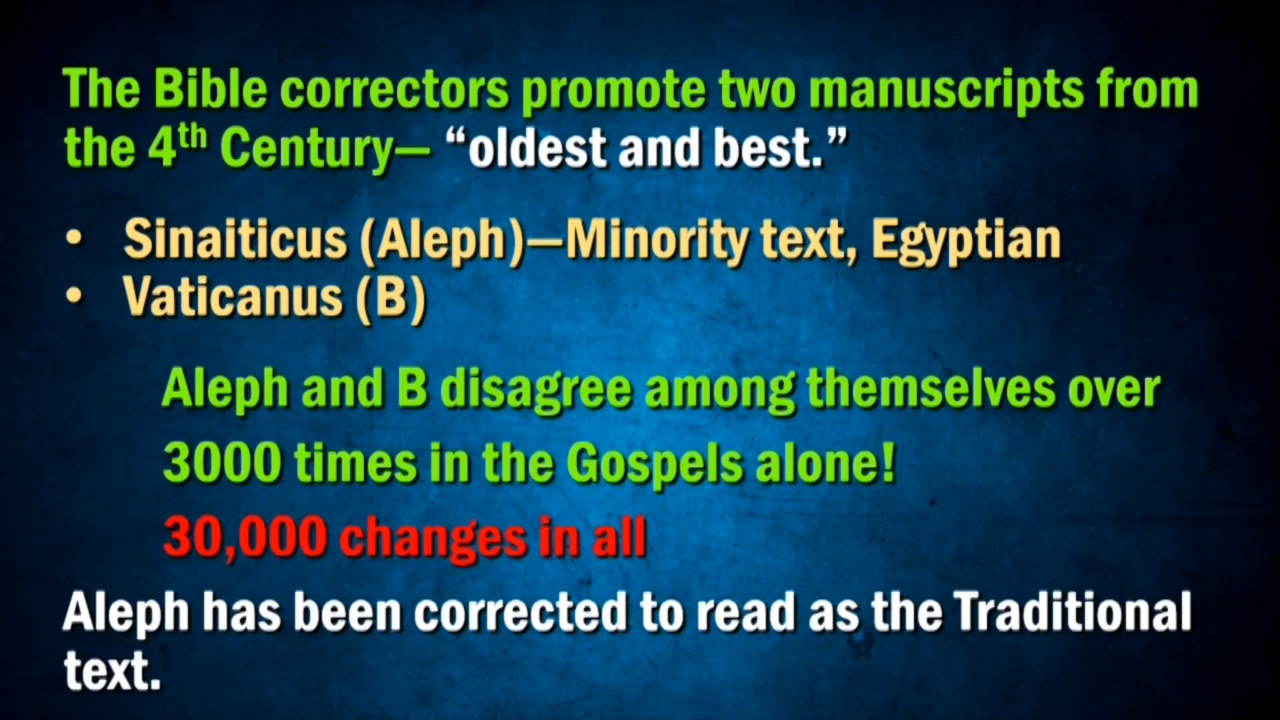 The Bible correctors promote two manuscripts from
the 4th Century— “oldest and best.”
• Sinaiticus (Aleph)—Minority text, Egyptian
• Vaticanus (B)
Aleph and B disagree among themselves over
3000 times in the Gospels alone!
30,000 changes in all
Aleph has been corrected to read as the Traditional
text.